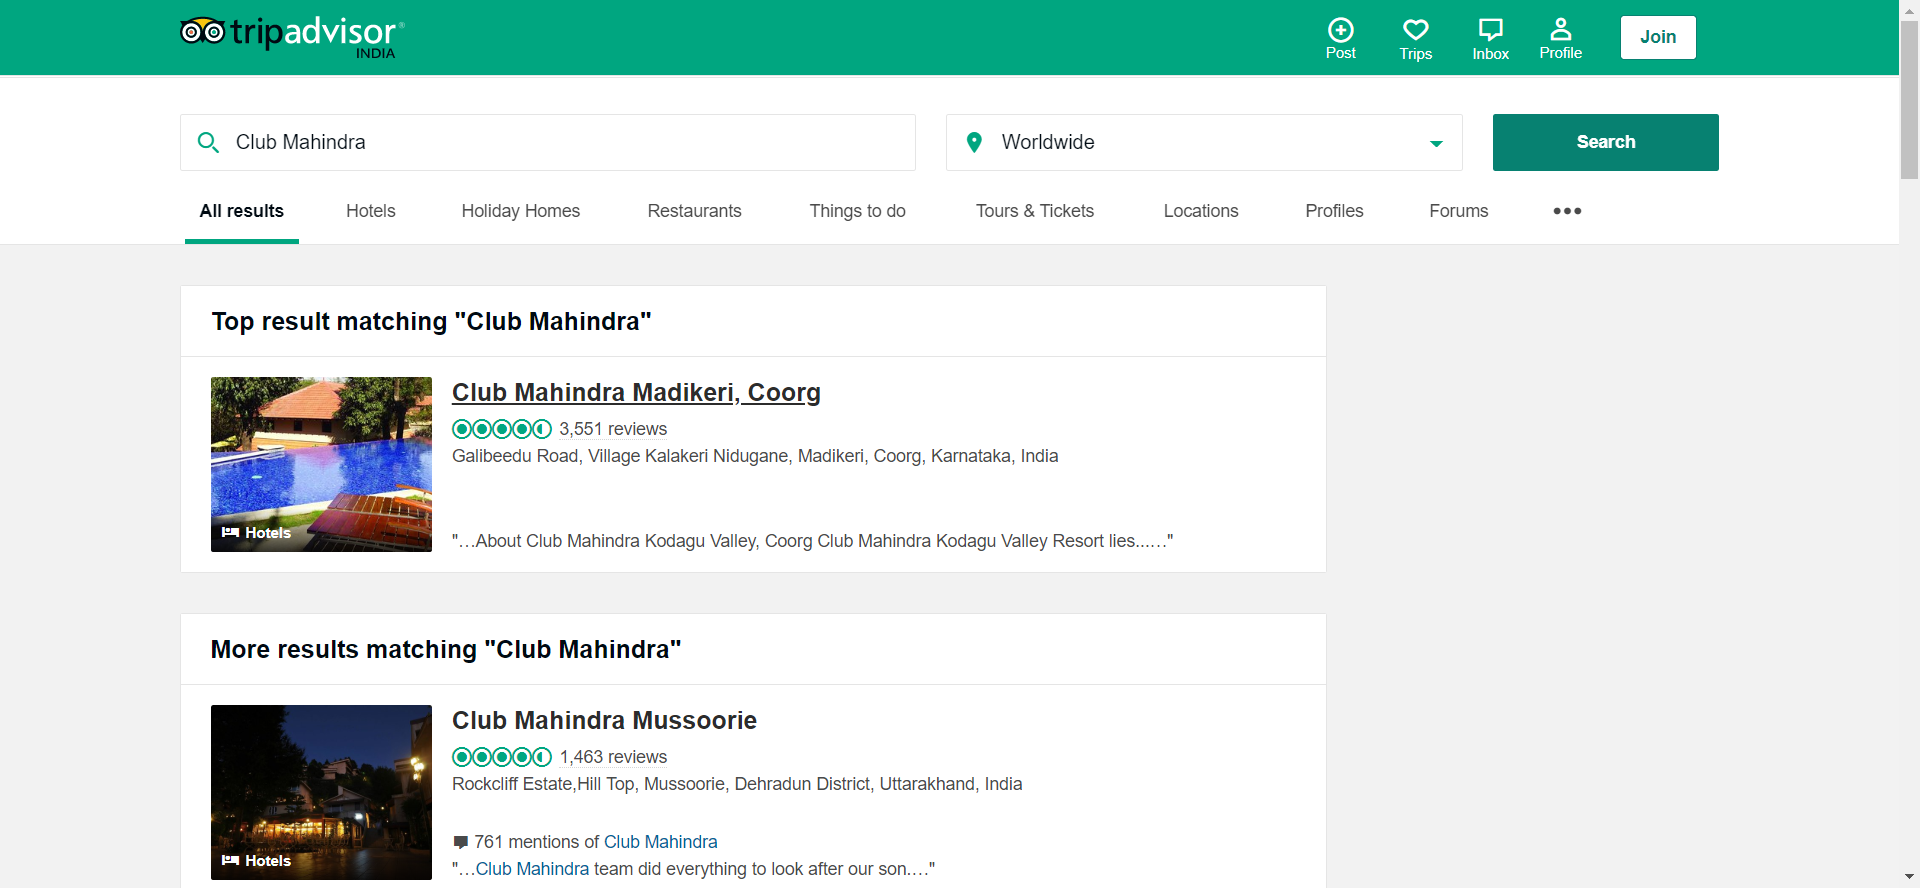 tripadvisor®
INDIA
Post
Trips
Inbox
Profile
Join
Club Mahindra
Worldwide
Search
All results
Hotels
Holiday Homes
Restaurants
Things to do
Tours & Tickets
Locations
Profiles
Forums
Top result matching "Club Mahindra"
Hotels
Club Mahindra Madikeri, Coorg
3,551 reviews
Galibeedu Road, Village Kalakeri Nidugane, Madikeri, Coorg, Karnataka, India
"…About Club Mahindra Kodagu Valley, Coorg Club Mahindra Kodagu Valley Resort lies...…"
More results matching "Club Mahindra"
Hotels
Club Mahindra Mussoorie
1,463 reviews
Rockcliff Estate,Hill Top, Mussoorie, Dehradun District, Uttarakhand, India
761 mentions of Club Mahindra
"…Club Mahindra team did everything to look after our son.…"